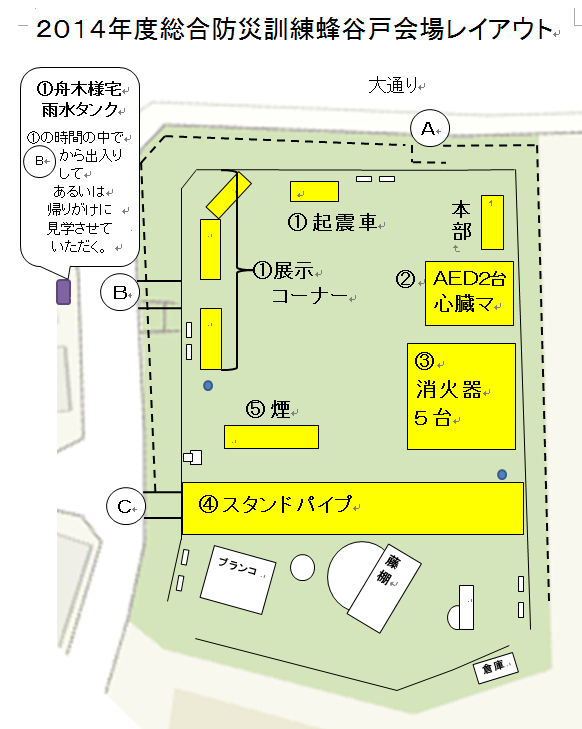 ２０１４年度総合防災訓練蜂谷戸会場レイアウト
①舟木様宅
雨水タンク
①の時間の中で
B から出入り
して
あるいは
帰りがけに
見学させて
いただく。
大通り
A
①起震車
本部
①展示
コーナー
②
AED2台
心臓マ
B
③
消火器
５台
⑤煙
C
④スタンドパイプ
ブランコ
藤棚
倉庫